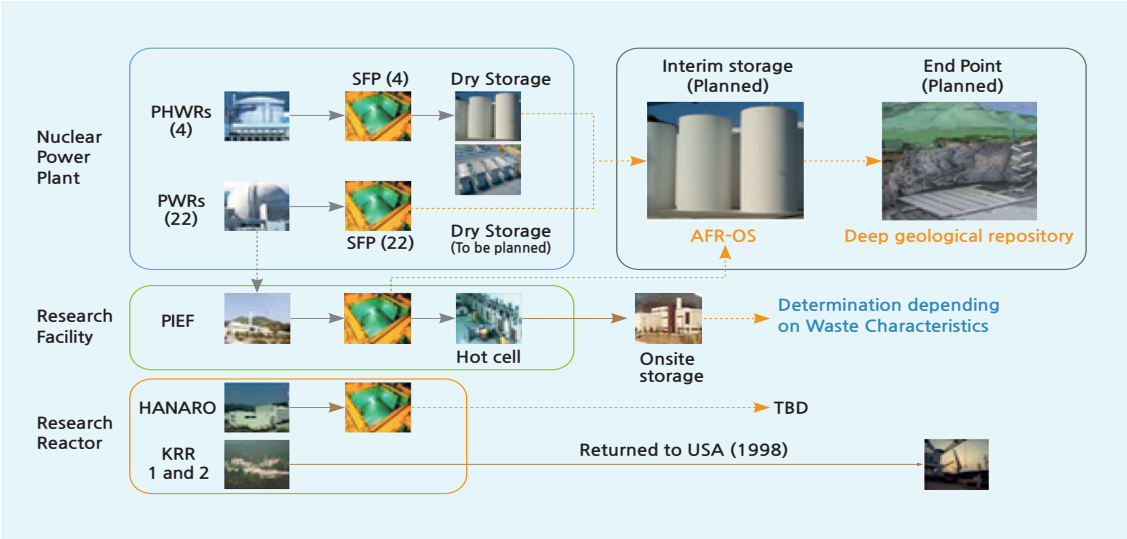 Nuclear
Power
Plant
PHWRs
(4)
SFP (4)
Dry Storage
PWRs
(22)
SFP (22)
Dry Storage
(To be planned)
Interim storage
(Planned)
AFR-OS
End Point
(Planned)
Deep geological repository
Research
Facility
PIEF
Hot cell
Onsite
storage
Determination depending
on Waste Characteristics
Research
Reactor
HANARO
TBD
KRR
1 and 2
Returned to USA (1998)